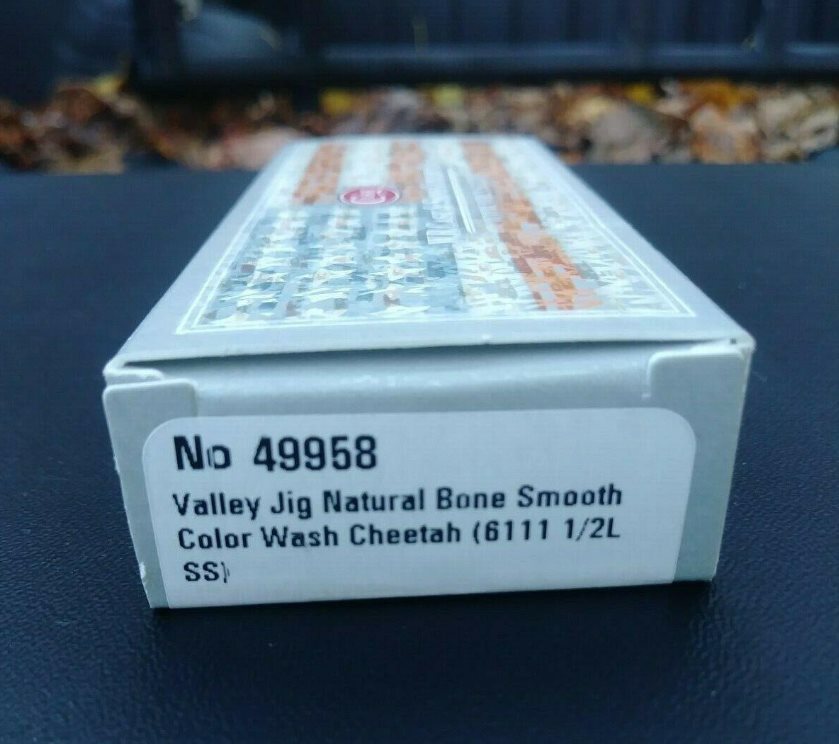 No 49958
Valley Jig Natural Bone Smooth
Color Wash Cheetah (6111 1/2L
SS)